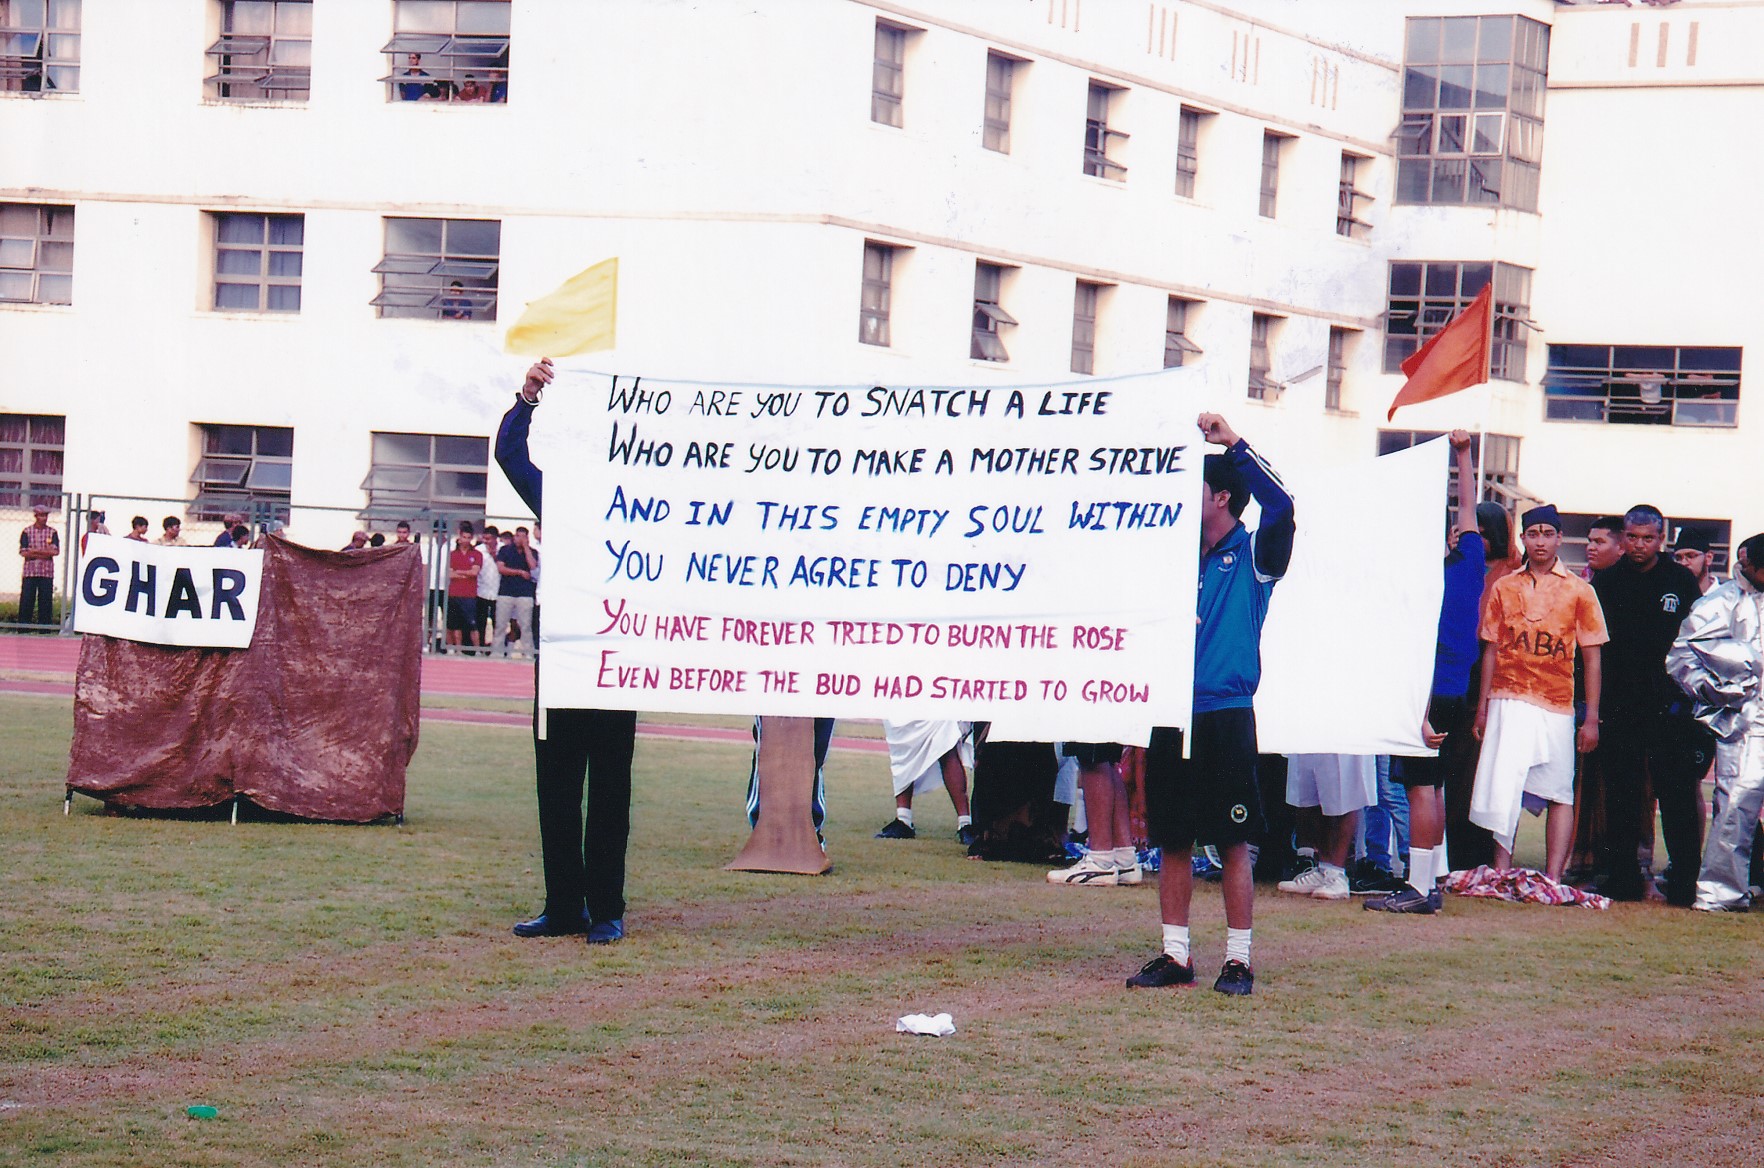 GHAR
WHO ARE YOU TO SNATCH A LIFE
WHO ARE YOU TO MAKE A MOTHER STRIVE
AND IN THIS EMPTY SOUL WITHIN
YOU NEVER AGREE TO DENY
YOU HAVE FOREVER TRIED TO BURN THE ROSE
EVEN BEFORE THE BUD HAD STARTED TO GROW
BABA